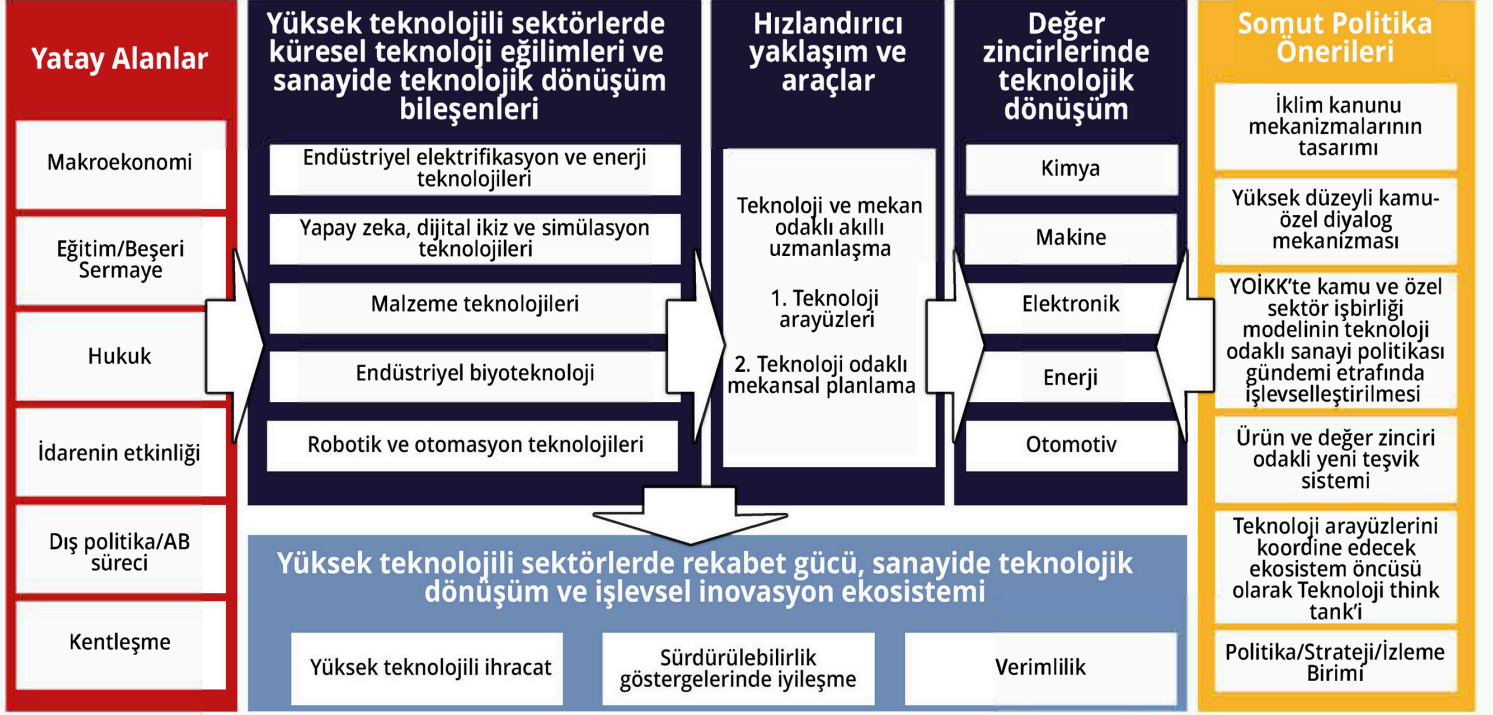 Yatay Alanlar
Makroekonomi
Eğitim/Beşeri
Sermaye
Hukuk
İdarenin etkinliği
Dış politika/AB
süreci
Kentleşme
Yüksek teknolojili sektörlerde
küresel teknoloji eğilimleri ve
sanayide teknolojik dönüşüm
bileşenleri
Endüstriyel elektrifikasyon ve enerji
teknolojileri
Yapay zeka, dijital ikiz ve simülasyon
teknolojileri
Malzeme teknolojileri
Endüstriyel biyoteknoloji
Robotik ve otomasyon teknolojileri
Hızlandırıcı
yaklaşım ve
araçlar
Teknoloji ve mekan
odaklı akıllı
uzmanlaşma
1. Teknoloji
arayüzleri
2. Teknoloji odaklı
mekansal planlama
Değer
zincirlerinde
teknolojik
dönüşüm
Kimya
Makine
Elektronik
Enerji
Otomotiv
Somut Politika
Önerileri
İklim kanunu
mekanizmalarının
tasarımı
Yüksek düzeyli kamu-
özel diyalog
mekanizması
YOİKK’te kamu ve özel
sektör işbirliği
modelinin teknoloji
odaklı sanayi politikası
gündemi etrafında
işlevselleştirilmesi
Ürün ve değer zinciri
odakli yeni teşvik
sistemi
Teknoloji arayüzlerini
koordine edecek
ekosistem öncüsü
olarak Teknoloji think
tank’i
Politika/Strateji/İzleme
Birimi
Yüksek teknolojili sektörlerde rekabet gücü, sanayide teknolojik
dönüşüm ve işlevsel inovasyon ekosistemi
Yüksek teknolojili ihracat
Sürdürülebilirlik
göstergelerinde iyileşme
Verimlilik